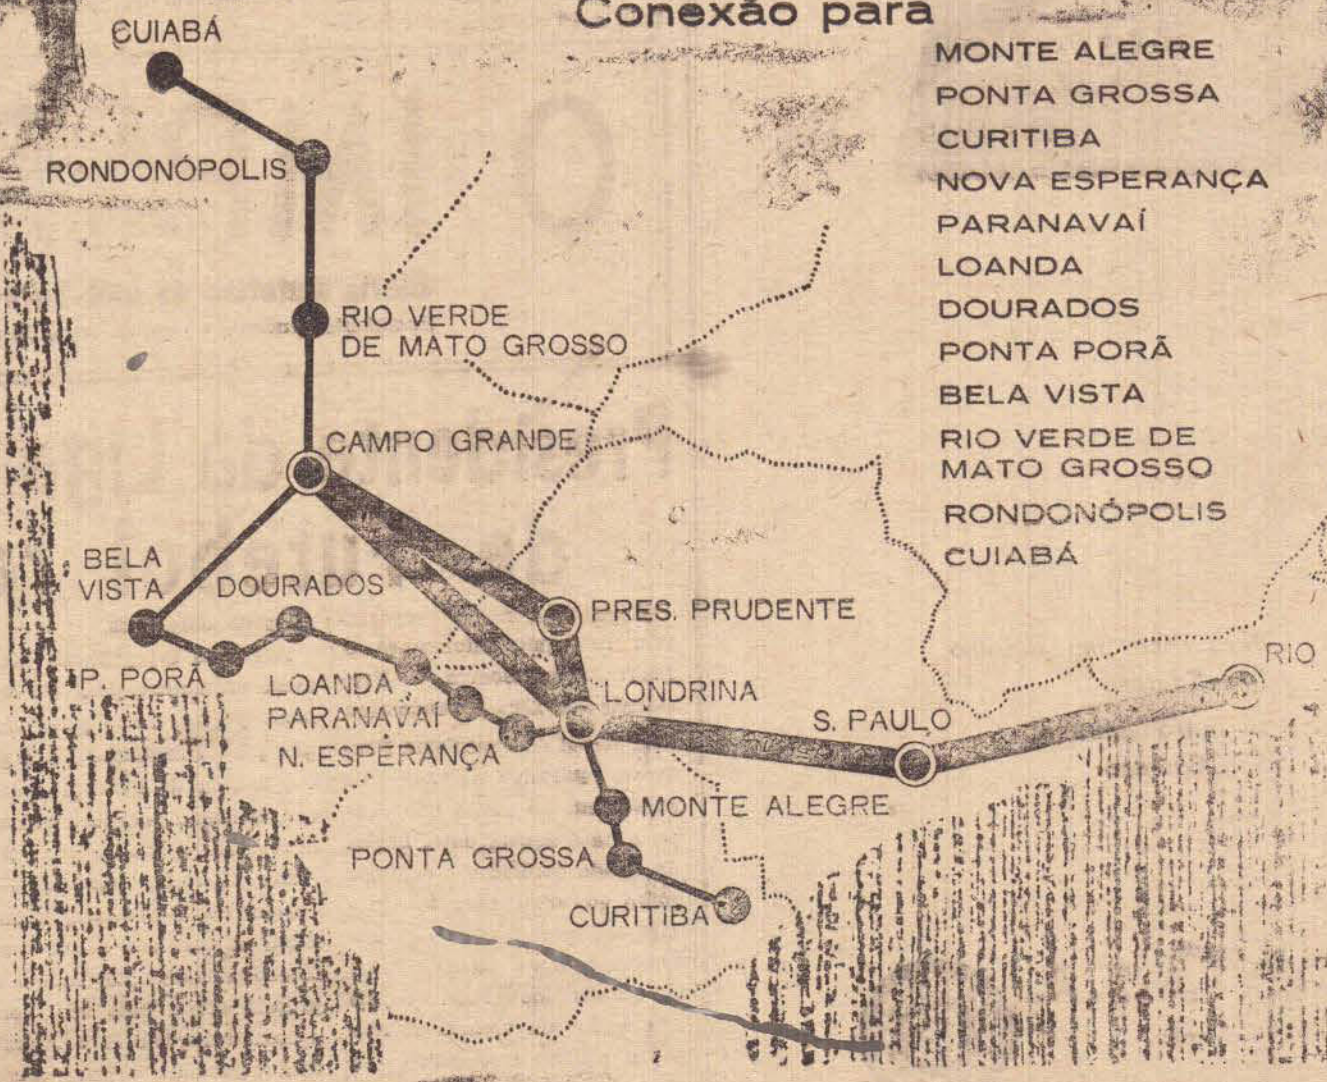 Conexão para
MONTE ALEGRE
PONTA GROSSA
CURITIBA
NOVA ESPERANÇA
PARANAVAÍ
LOANDA
DOURADOS
PONTA PORÃ
BELA VISTA
RIO VERDE DE
MATO GROSSO
RONDONÓPOLIS
CUIABÁ
CUIABÁ
RONDONÓPOLIS
RIO VERDE
DE MATO GROSSO
CAMPO GRANDE
BELA
VISTA
DOURADOS
PRES. PRUDENTE
P. PORÃ
LOANDA
PARANAVAÍ
N. ESPERANÇA
LONDRINA
S. PAULO
RIO
MONTE ALEGRE
PONTA GROSSA
CURITIBA